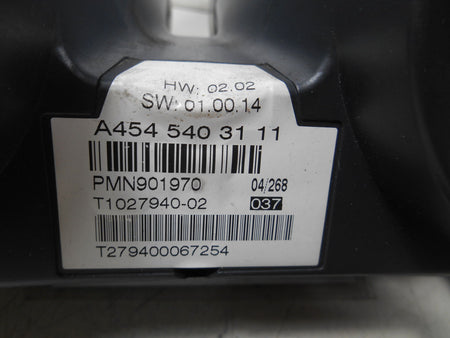 HW: 02.02
SW: 01.00.14
A454 540 31 11
PMN901970 04/268
T1027940-02 037
T279400067254